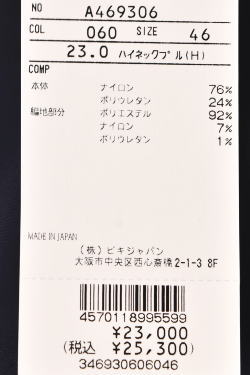 NO A469306
COL 060 SIZE 46
23.0 ハイネックプル(H)
COMP
本体 ナイロン 76%
ポリウレタン 24%
編地部分 ポリエステル 92%
ナイロン 7%
ポリウレタン 1%
MADE IN JAPAN
(株)ビキジャパン
大阪市中央区西心斎橋2-1-3 8F
4570118995599
¥23,000
(税込 ¥25,300)
346930606046